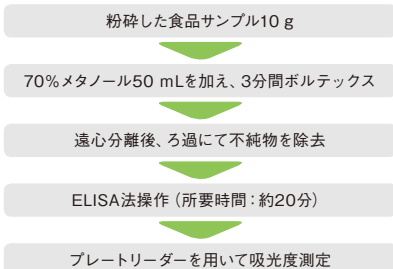 粉砕した食品サンプル10 g
70%メタノール50 mLを加え、3分間ボルテックス
遠心分離後、ろ過にて不純物を除去
ELISA法操作（所要時間：約20分）
プレートリーダーを用いて吸光度測定